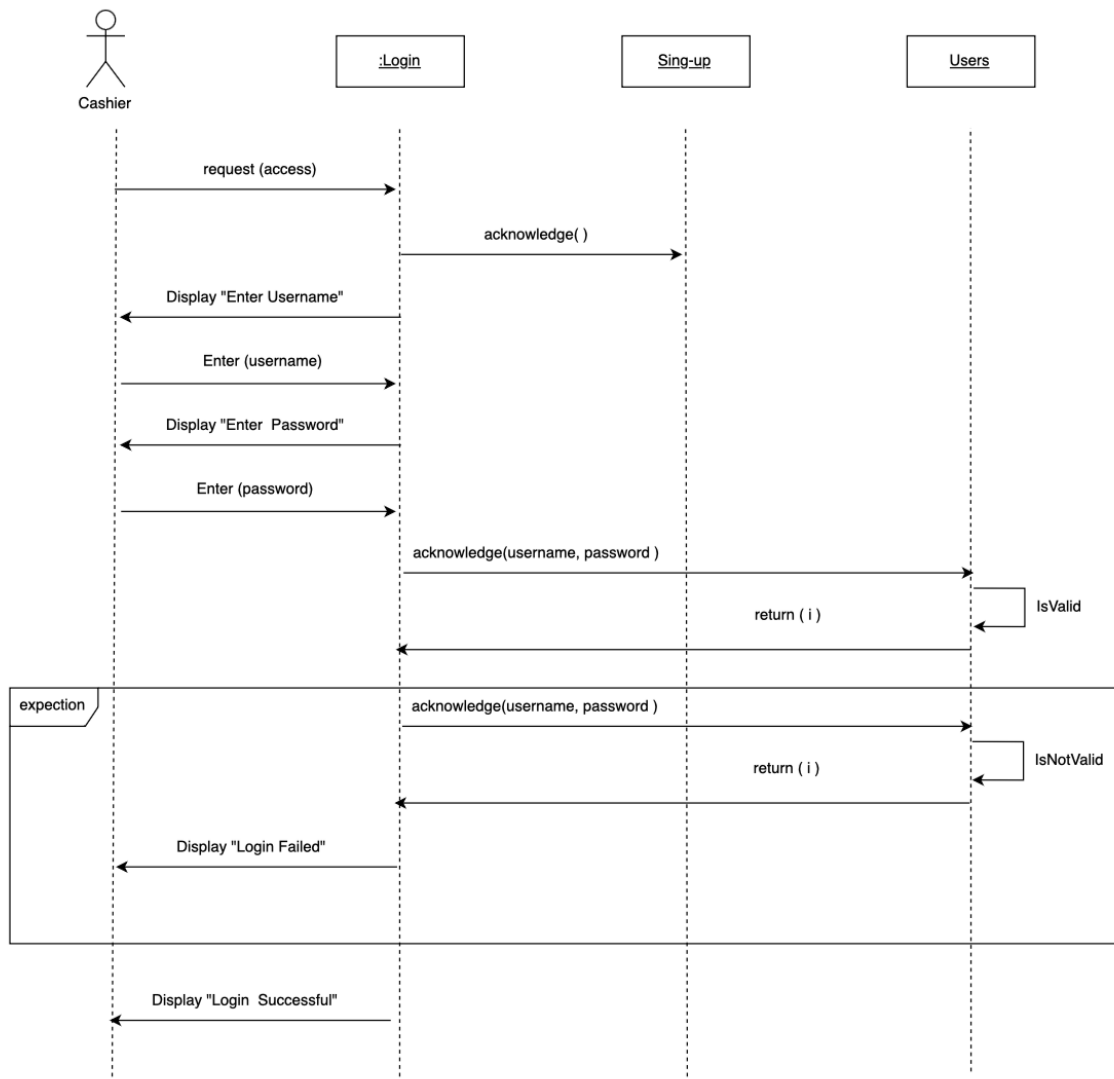 :Login
Sing-up
Users
Cashier
request (access)
acknowledge( )
Display "Enter Username"
Enter (username)
Display "Enter  Password"
Enter (password)
acknowledge(username, password )
IsValid
return ( i )
expection
acknowledge(username, password )
IsNotValid
return ( i )
Display "Login Failed"
Display "Login  Successful"